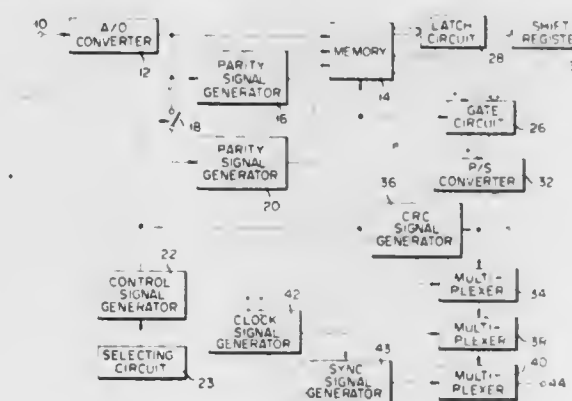 10
A/D
CONVERTER
12
MEMORY
14
LATCH
CIRCUIT
28
SHIFT
REGISTE
PARITY
SIGNAL
GENERATOR
16
18
PARITY
SIGNAL
GENERATOR
20
GATE
CIRCUIT
26
P/S
CONVERTER
32
36
CRC
SIGNAL
GENERATOR
22
CONTROL
SIGNAL
GENERATOR
SELECTING
CIRCUIT
23
42
CLOCK
SIGNAL
GENERATOR
43
SYNC
SIGNAL
GENERATOR
MULTI-
PLEXER
34
MULTI-
PLEXER
38
MULTI-
PLEXER
40
44